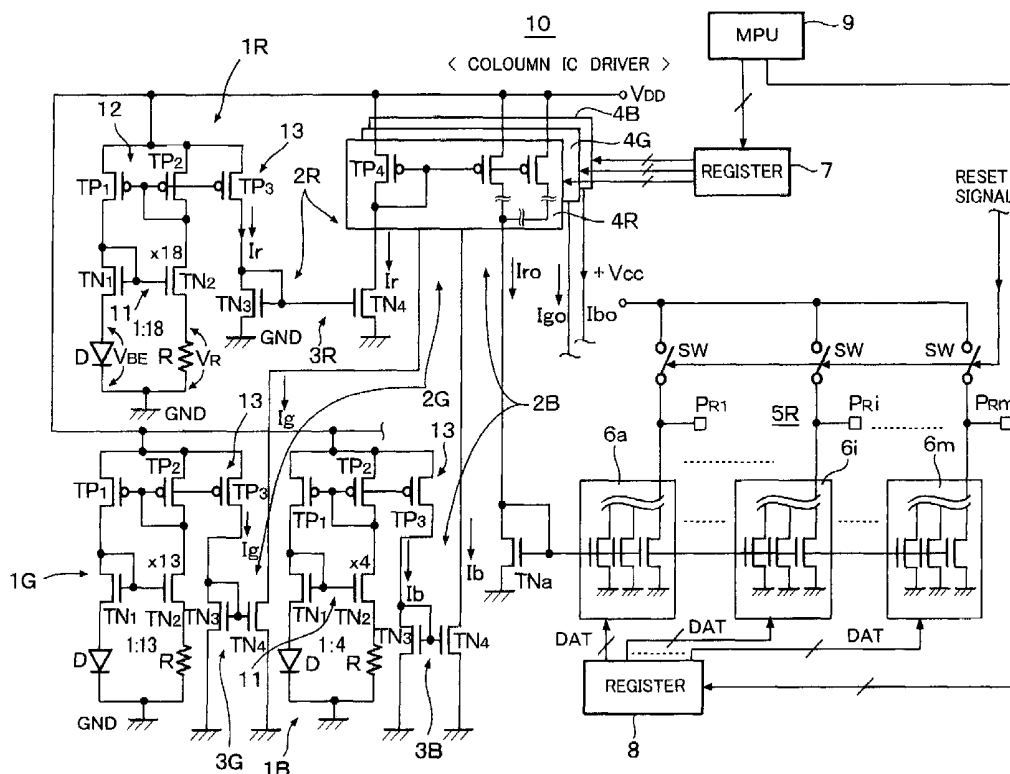 10
< COLOUMN IC DRIVER >
MPU
9
1R
12
13
TP1
TP2
TP3
Ir
2R
VDD
4B
4G
TP4
4R
REGISTER
7
RESET
SIGNAL
x18
TN1
TN2
11
1:18
TN3
GND
Ir
TN4
3R
D
VBE
R
VR
GND
Iro
Igo
+Vcc
Ibo
SW
SW
SW
2G
2B
Ig
PR1
5R
PRi
PRm
6a
6i
6m
13
13
TP1
TP2
TP3
Ig
TP1
TP2
TP3
Ib
Ib
1G
x13
TN1
TN2
TN3
TN4
1:13
D
R
GND
3G
x4
TN1
TN2
TN3
TN4
11
1:4
D
R
1B
3B
TNa
DAT
DAT
DAT
REGISTER
8